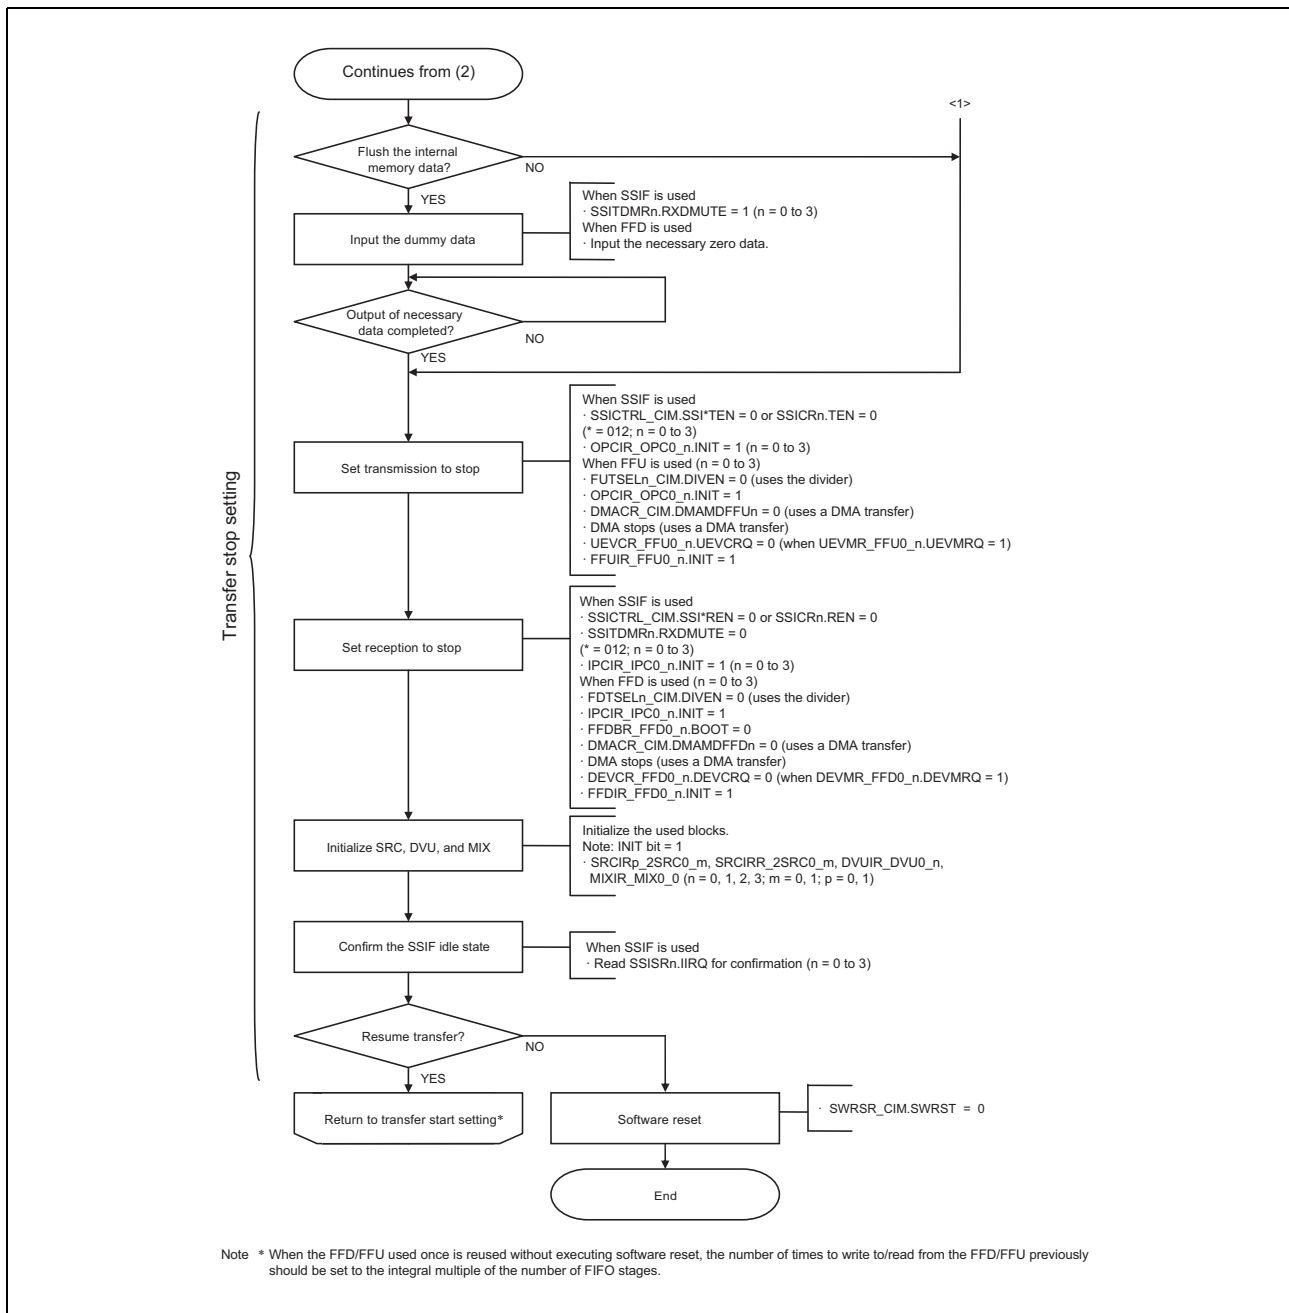 Continues from (2)
<1>
Flush the internal
memory data?
NO
YES
When SSIF is used
· SSITDMRn.RXDMUTE = 1 (n = 0 to 3)
When FFD is used
· Input the necessary zero data.
Input the dummy data
Output of necessary
data completed?
NO
YES
When SSIF is used
· SSICTRL_CIM.SSI*TEN = 0 or SSICRn.TEN = 0
(* = 012; n = 0 to 3)
· OPCIR_OPC0_n.INIT = 1 (n = 0 to 3)
When FFU is used (n = 0 to 3)
· FUTSELn_CIM.DIVEN = 0 (uses the divider)
· OPCIR_OPC0_n.INIT = 1
· DMACR_CIM.DMAMDFFUn = 0 (uses a DMA transfer)
· DMA stops (uses a DMA transfer)
· UEVCR_FFU0_n.UEVCRQ = 0 (when UEVMR_FFU0_n.UEVMRQ = 1)
· FFUIR_FFU0_n.INIT = 1
Set transmission to stop
Transfer stop setting
When SSIF is used
· SSICTRL_CIM.SSI*REN = 0 or SSICRn.REN = 0
· SSITDMRn.RXDMUTE = 0
(* = 012; n = 0 to 3)
· IPCIR_IPC0_n.INIT = 1 (n = 0 to 3)
When FFD is used (n = 0 to 3)
· FDTSELn_CIM.DIVEN = 0 (uses the divider)
· IPCIR_IPC0_n.INIT = 1
· FFDBR_FFD0_n.BOOT = 0
· DMACR_CIM.DMAMDFFDn = 0 (uses a DMA transfer)
· DMA stops (uses a DMA transfer)
· DEVCR_FFD0_n.DEVCRQ = 0 (when DEVMR_FFD0_n.DEVMRQ = 1)
· FFDIR_FFD0_n.INIT = 1
Set reception to stop
Initialize SRC, DVU, and MIX
Initialize the used blocks.
Note: INIT bit = 1
· SRCIRp_2SRC0_m, SRCIRR_2SRC0_m, DVUIR_DVU0_n,
MIXIR_MIX0_0 (n = 0, 1, 2, 3; m = 0, 1; p = 0, 1)
Confirm the SSIF idle state
When SSIF is used
· Read SSISRn.IIRQ for confirmation (n = 0 to 3)
Resume transfer?
NO
YES
Return to transfer start setting*
Software reset
· SWRSR_CIM.SWRST = 0
End
Note * When the FFD/FFU used once is reused without executing software reset, the number of times to write to/read from the FFD/FFU previously
should be set to the integral multiple of the number of FIFO stages.